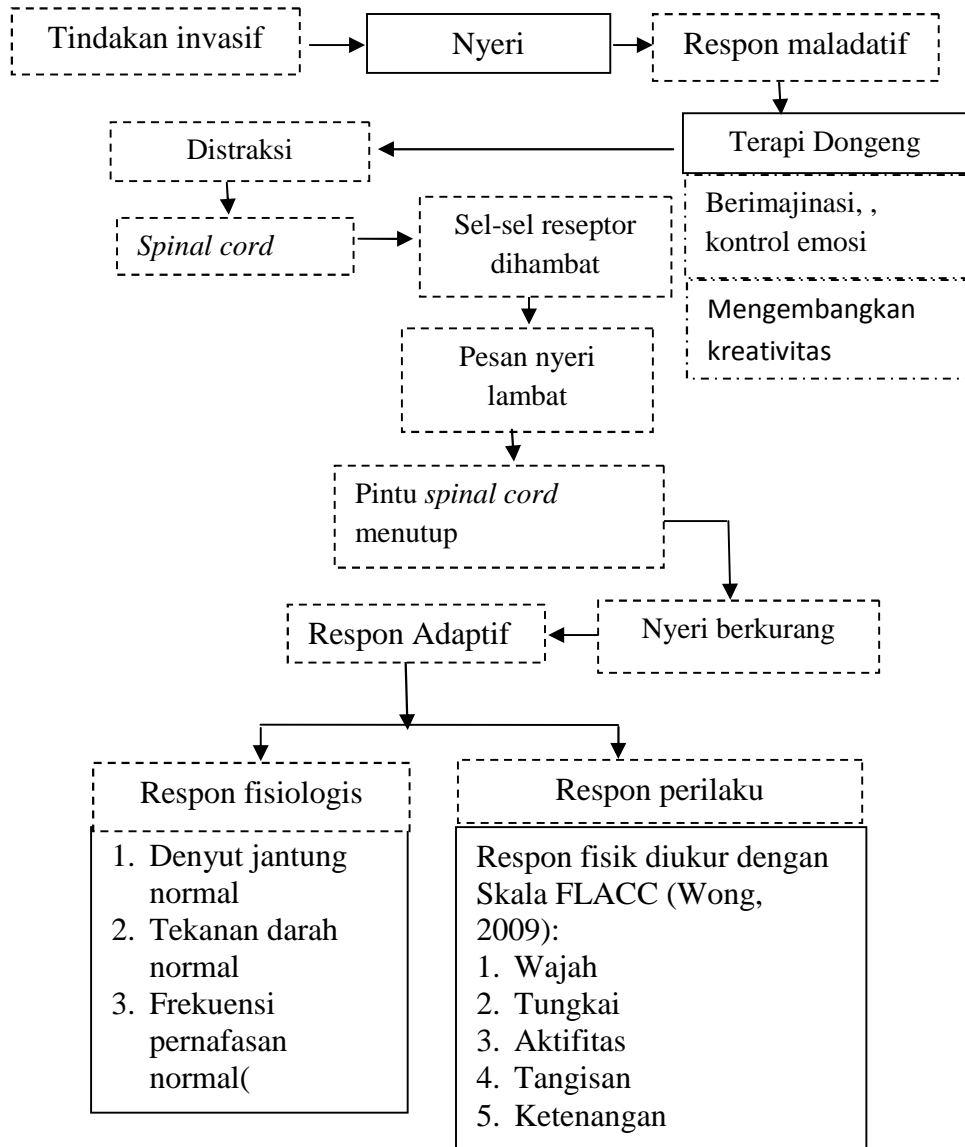 Tindakan invasif
Nyeri
Respon maladatif
Distraksi
Terapi Dongeng
Berimajinasi, ,
kontrol emosi
Mengembangkan
kreativitas
Spinal cord
Sel-sel reseptor
dihambat
Pesan nyeri
lambat
Pintu spinal cord
menutup
Nyeri berkurang
Respon Adaptif
Respon fisiologis
1. Denyut jantung
normal
2. Tekanan darah
normal
3. Frekuensi
pernafasan
normal(
Respon perilaku
Respon fisik diukur dengan
Skala FLACC (Wong,
2009):
1. Wajah
2. Tungkai
3. Aktifitas
4. Tangisan
5. Ketenangan